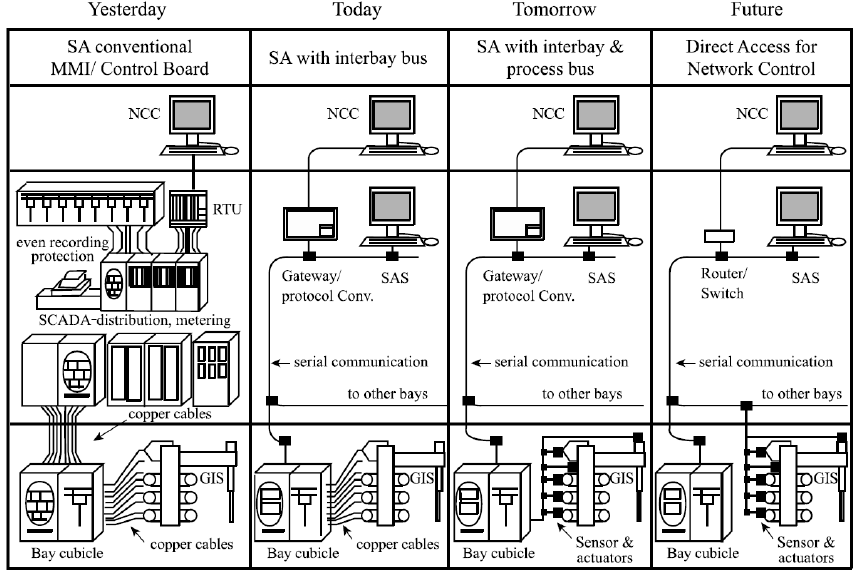 Yesterday
Today
Tomorrow
Future
SA conventional
MMI/ Control Board
SA with interbay bus
SA with interbay &
process bus
Direct Access for
Network Control
NCC
NCC
NCC
NCC
RTU
even recording
protection
SCADA-distribution, metering
copper cables
GIS
Bay cubicle
copper cables
Gateway/
protocol Conv.
SAS
serial communication
to other bays
GIS
Bay cubicle
copper cables
Gateway/
protocol Conv.
SAS
serial communication
to other bays
GIS
Bay cubicle
Sensor &
actuators
Router/
Switch
SAS
serial communication
to other bays
GIS
Bay cubicle
Sensor &
actuators